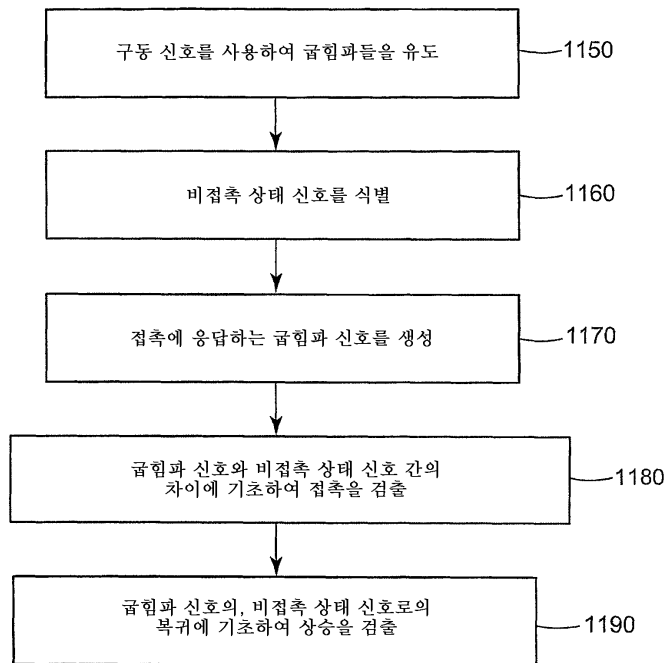 구동 신호를 사용하여 굽힘파들을 유도
1150
비접촉 상태 신호를 식별
1160
접촉에 응답하는 굽힘파 신호를 생성
1170
굽힘파 신호와 비접촉 상태 신호 간의
차이에 기초하여 접촉을 검출
1180
굽힘파 신호의, 비접촉 상태 신호로의
복귀에 기초하여 상승을 검출
1190